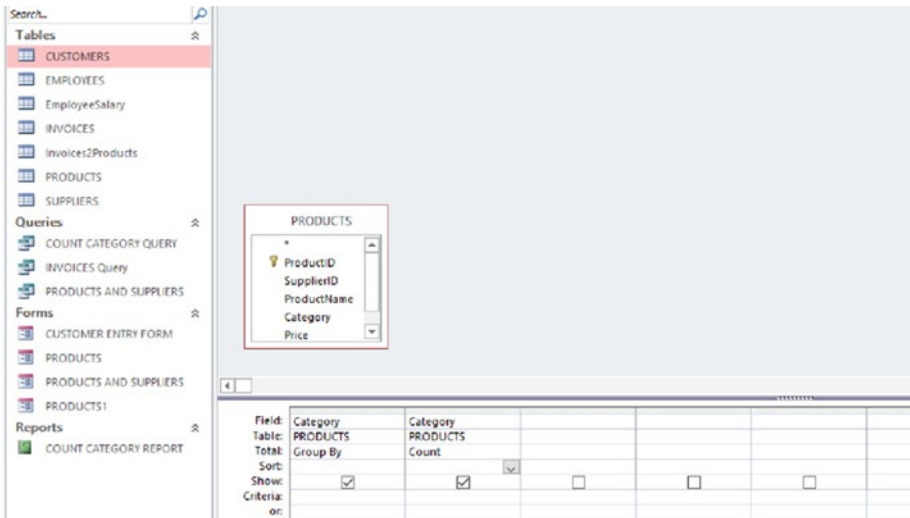 Search...
Tables
CUSTOMERS
EMPLOYEES
EmployeeSalary
INVOICES
Invoices2Products
PRODUCTS
SUPPLIERS
Queries
COUNT CATEGORY QUERY
INVOICES Query
PRODUCTS AND SUPPLIERS
Forms
CUSTOMER ENTRY FORM
PRODUCTS
PRODUCTS AND SUPPLIERS
PRODUCTS1
Reports
COUNT CATEGORY REPORT
PRODUCTS
*
ProductID
SupplierID
ProductName
Category
Price
Field: Category Category
Table: PRODUCTS PRODUCTS
Total: Group By Count
Sort:
Show:
Criteria:
or: